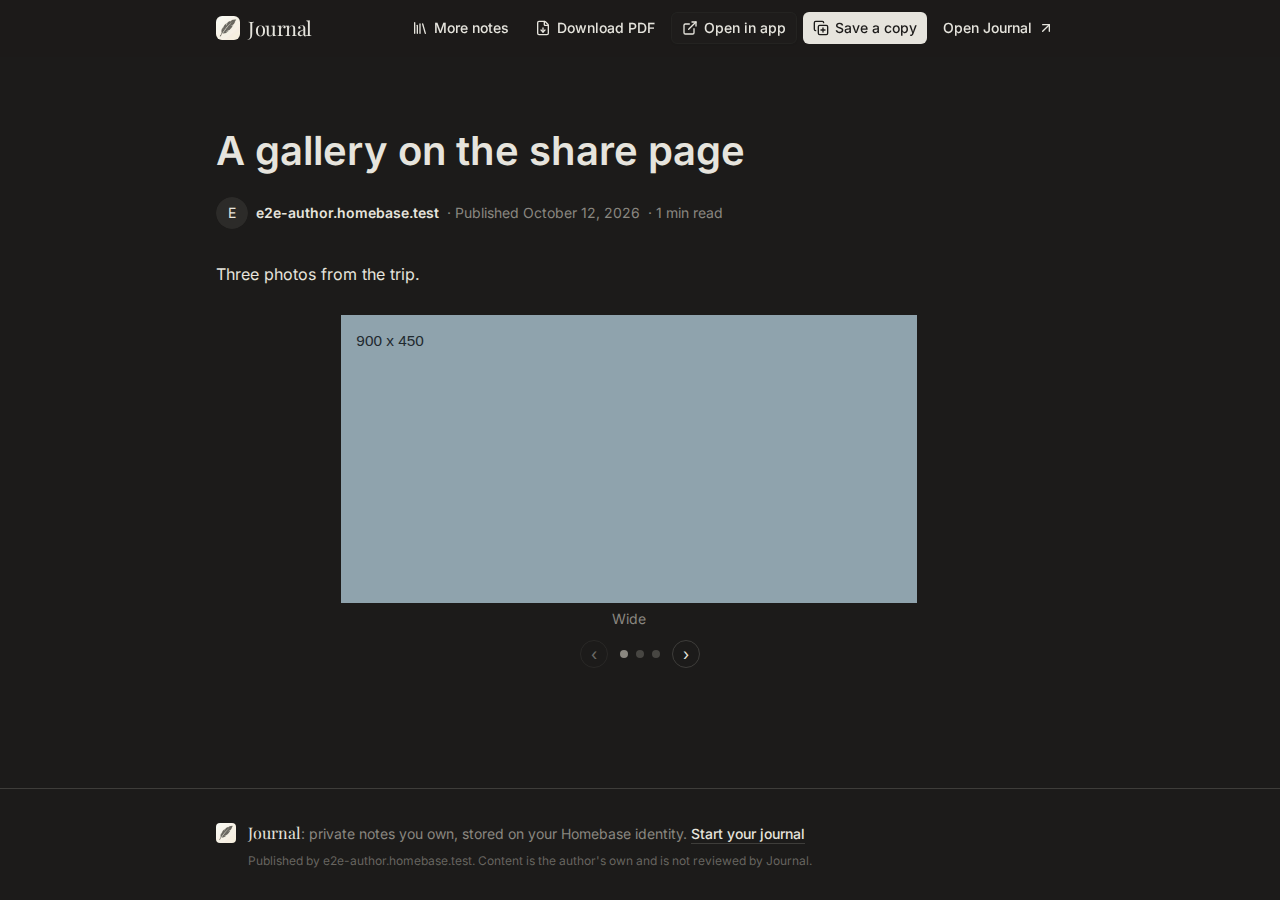 Journal
More notes
Download PDF
Open in app
Save a copy
Open Journal
A gallery on the share page
E
e2e-author.homebase.test · Published October 12, 2026 · 1 min read
Three photos from the trip.
900 x 450
Wide
Journal: private notes you own, stored on your Homebase identity. Start your journal
Published by e2e-author.homebase.test. Content is the author's own and is not reviewed by Journal.